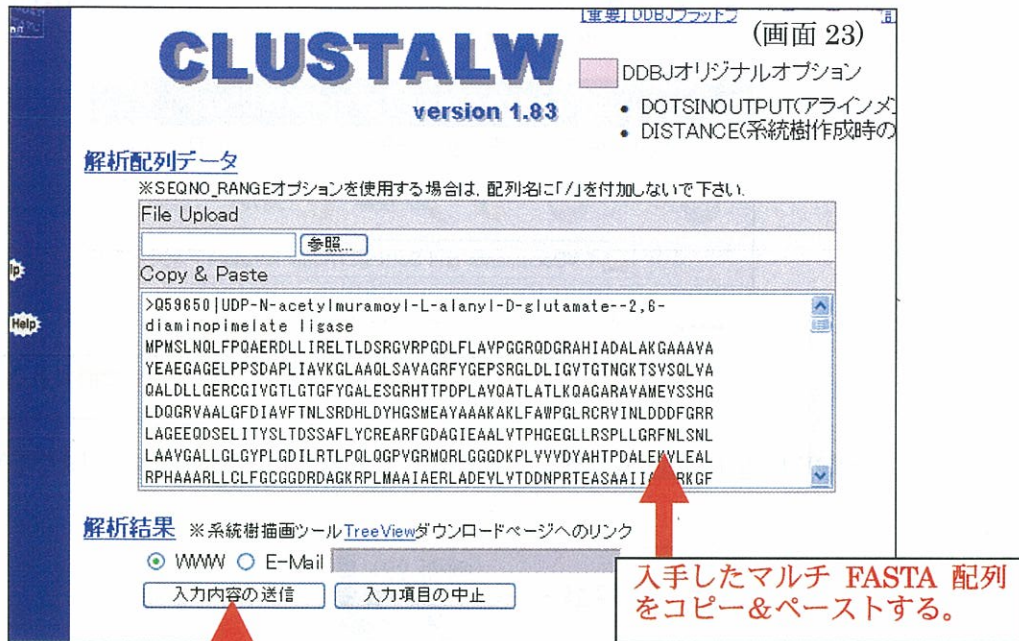 [重要] DDBJプラットフ
(画面 23)
CLUSTALW
version 1.83
DDBJオリジナルオプション
• DOTSINOUTPUT(アラインメ
• DISTANCE(系統樹作成時の
解析配列データ
※SEQNO_RANGEオプションを使用する場合は, 配列名に「/」を付加しないで下さい.
File Upload
参照...
Copy & Paste
>Q59650|UDP-N-acetylmuramoyl-L-alanyl-D-glutamate--2,6-
diaminopimelate ligase
MPMSLNQLFPQAERDLLIRELTLDSRGVRPGDLFLAVPGGRQDGRAHIADALAKGAAAVA
YEAEGAGELPPSDAPLIAVKGLAAQLSAVAGRFYGEPSRGLDLIGVTGTNGKTSVSQLVA
QALDLLGERCGIVGTLGTGFYGALESGRHTTPDPLAVQATLATLKQAGARAVAMEVSSHG
LDQGRVAALGFDIAVFTNLSRDHLDYHGSMEAYAAAKAKLFAWPGLRCRVINLDDDFGRR
LAGEEQDSELITYSLTDSSAFLYCREARFGDAGIEAALVTPHGEGLLRSPLLGRFNLSNL
LAAVGALLGLGYPLGDILRTLPQLQGPVGRMQRLGGGDKPLVVVDYAHTPDALEKVLEAL
RPHAAARLLCLFGCGGDRDAGKRPLMAAIAERLADEVLVTDDNPRTEASAAIIA RKGF
解析結果 ※系統樹描画ツールTreeViewダウンロードページへのリンク
WWW E-Mail
入力内容の送信 入力項目の中止
入手したマルチ FASTA 配列
をコピー&ペーストする。
Help